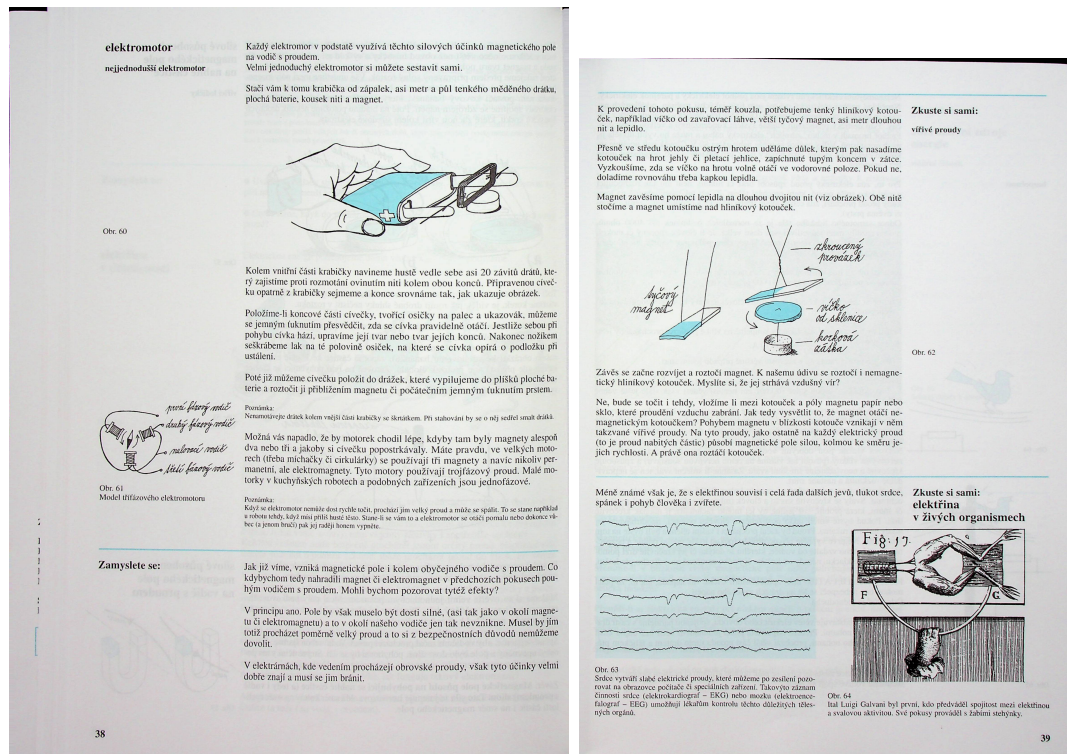 elektromotor
nejjednodušší elektromotor
Každý elektromor v podstatě využívá těchto silových účinků magnetického pole
na vodič s proudem.
Velmi jednoduchý elektromotor si můžete sestavit sami.
Stačí vám k tomu krabička od zápalek, asi metr a půl tenkého měděného drátku,
plochá baterie, kousek niti a magnet.
Obr. 60
Kolem vnitřní části krabičky navineme hustě vedle sebe asi 20 závitů drátů, kte-
rý zajistíme proti rozmotání ovinutím niti kolem obou konců. Připravenou cíveč-
ku opatrně z krabičky sejmeme a konce srovnáme tak, jak ukazuje obrázek.
Položíme-li koncové části cívečky, tvořící osičky na palec a ukazovák, můžeme
se jemným ťuknutím přesvědčit, zda se cívka pravidelně otáčí. Jestliže sebou při
pohybu cívka hází, upravíme její tvar nebo tvar jejích konců. Nakonec nožíkem
seškrábeme lak na té polovině osiček, na které se cívka opírá o podložku při
ustálení.
Poté již můžeme cívečku položit do drážek, které vypilujeme do plíšků ploché ba-
terie a roztočit ji přiblížením magnetu či počátečním jemným ťuknutím prstem.
Poznámka:
Nenamotávejte drátek kolem vnější části krabičky se škrtátkem. Při stahování by se o něj sedřel smalt drátků.
první fázový vodič
druhý fázový vodič
nulovací vodič
třetí fázový vodič
Obr. 61
Model třífázového elektromotoru
Možná vás napadlo, že by motorek chodil lépe, kdyby tam byly magnety alespoň
dva nebo tři a jakoby si cívečku popostrkávaly. Máte pravdu, ve velkých moto-
rech (třeba míchačky či cirkulárky) se používají tři magnety a navíc nikoliv per-
manetní, ale elektromagnety. Tyto motory používají trojfázový proud. Malé mo-
torky v kuchyňských robotech a podobných zařízeních jsou jednofázové.
Poznámka:
Když se elektromotor nemůže dost rychle točit, prochází jím velký proud a může se spálit. To se stane například
u robotu tehdy, když mísí příliš husté těsto. Stane-li se vám to a elektromotor se otáčí pomalu nebo dokonce vů-
bec (a jenom bručí) pak jej raději honem vypněte.
Zamyslete se:
Jak již víme, vzniká magnetické pole i kolem obyčejného vodiče s proudem. Co
kdybychom tedy nahradili magnet či elektromagnet v předchozích pokusech pou-
hým vodičem s proudem. Mohli bychom pozorovat tytéž efekty?
V principu ano. Pole by však muselo být dosti silné, (asi tak jako v okolí magne-
tu či elektromagnetu) a to v okolí našeho vodiče jen tak nevznikne. Musel by jím
totiž procházet poměrně velký proud a to si z bezpečnostních důvodů nemůžeme
dovolit.
V elektrárnách, kde vedením procházejí obrovské proudy, však tyto účinky velmi
dobře znají a musí se jim bránit.
38
K provedení tohoto pokusu, téměř kouzla, potřebujeme tenký hliníkový kotou-
ček, například víčko od zavařovací láhve, větší tyčový magnet, asi metr dlouhou
nit a lepidlo.
Zkuste si sami:
vířivé proudy
Přesně ve středu kotoučku ostrým hrotem uděláme důlek, kterým pak nasadíme
kotouček na hrot jehly či pletací jehlice, zapíchnuté tupým koncem v zátce.
Vyzkoušíme, zda se víčko na hrotu volně otáčí ve vodorovné poloze. Pokud ne,
doladíme rovnováhu třeba kapkou lepidla.
Magnet zavěsíme pomocí lepidla na dlouhou dvojitou nit (viz obrázek). Obě nitě
stočíme a magnet umístíme nad hliníkový kotouček.
tyčový
magnet
zkroucený
provázek
víčko
od sklenice
korková
zátka
Obr. 62
Závěs se začne rozvíjet a roztočí magnet. K našemu údivu se roztočí i nemagne-
tický hliníkový kotouček. Myslíte si, že jej strhává vzdušný vír?
Ne, bude se točit i tehdy, vložíme li mezi kotouček a póly magnetu papír nebo
sklo, které proudění vzduchu zabrání. Jak tedy vysvětlit to, že magnet otáčí ne-
magnetickým kotoučkem? Pohybem magnetu v blízkosti kotouče vznikají v něm
takzvané vířivé proudy. Na tyto proudy, jako ostatně na každý elektrický proud
(to je proud nabitých částic) působí magnetické pole silou, kolmou ke směru je-
jich rychlosti. A právě ona roztáčí kotouček.
Méně známé však je, že s elektřinou souvisí i celá řada dalších jevů, tlukot srdce,
spánek i pohyb člověka i zvířete.
Zkuste si sami:
elektřina
v živých organismech
Fig. 17.
F
G
Obr. 63
Srdce vytváří slabé elektrické proudy, které můžeme po zesílení pozo-
rovat na obrazovce počítače či speciálních zařízení. Takovýto záznam
činnosti srdce (elektrokardiograf – EKG) nebo mozku (elektroence-
falograf – EEG) umožňují lékařům kontrolu těchto důležitých těles-
ných orgánů.
Obr. 64
Ital Luigi Galvani byl první, kdo předváděl spojitost mezi elektřinou
a svalovou aktivitou. Své pokusy prováděl s žabími stehýnky.
39